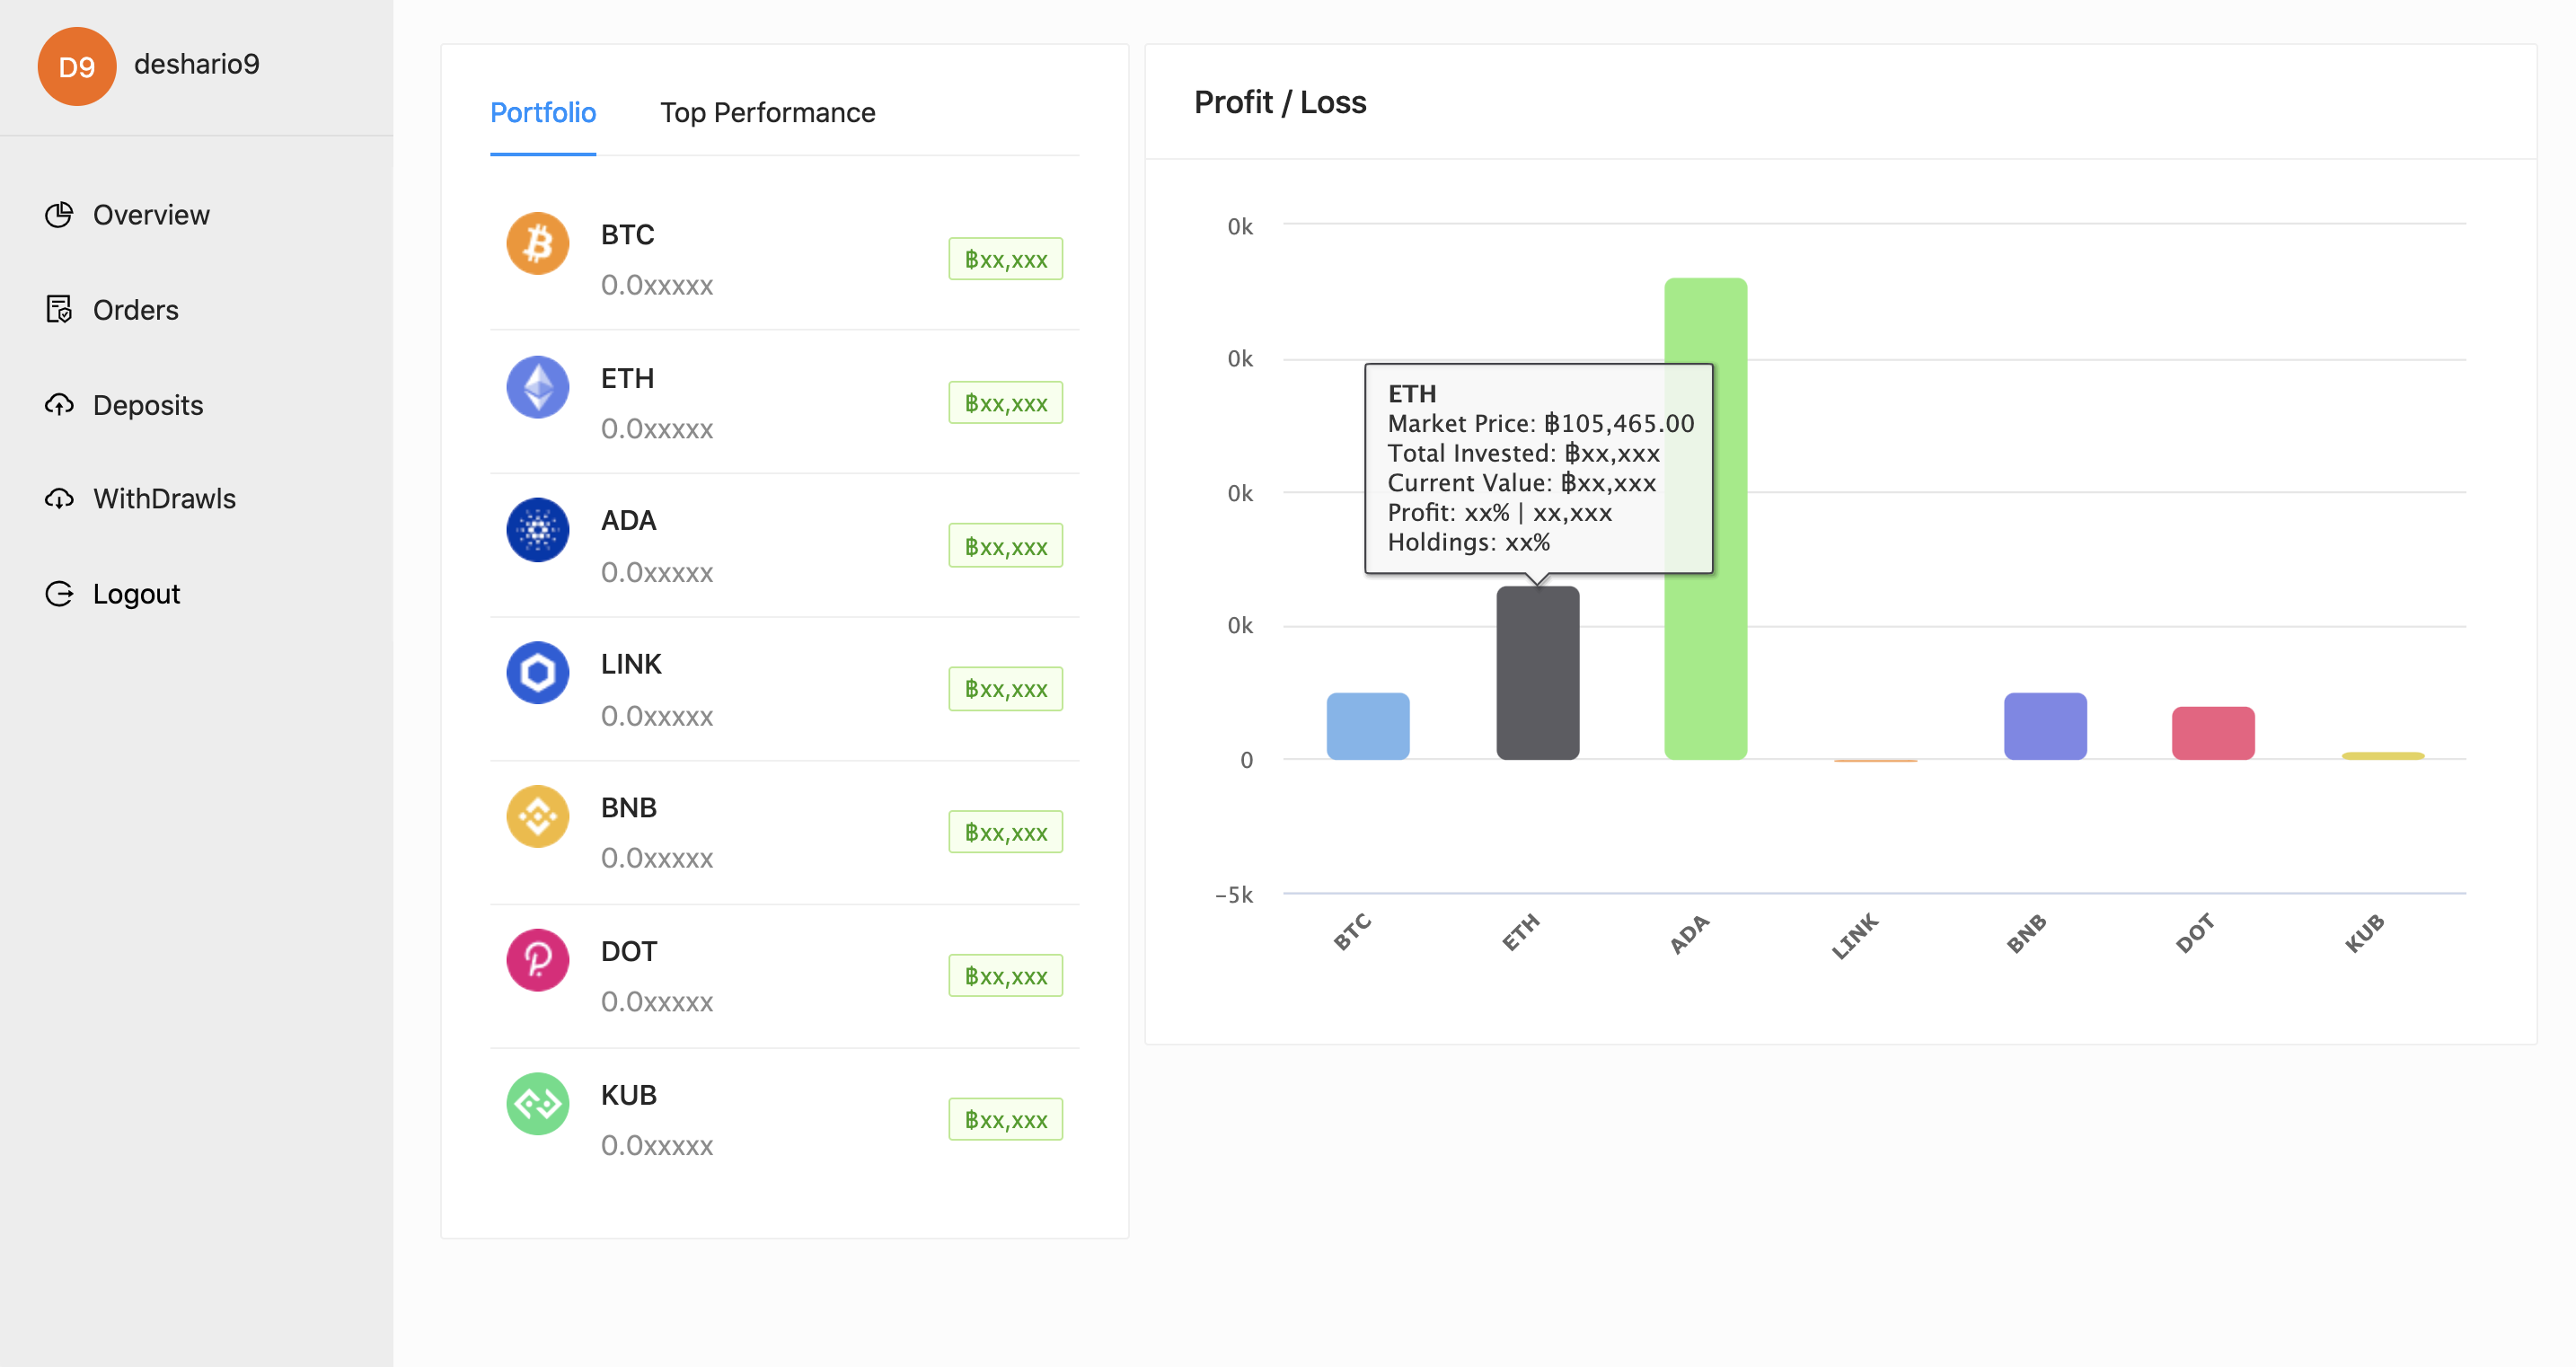 D9
deshario9
Overview
Orders
Deposits
WithDrawls
Logout
Portfolio
Top Performance
BTC
0.0xxxxx
฿xx,xxx
ETH
0.0xxxxx
฿xx,xxx
ADA
0.0xxxxx
฿xx,xxx
LINK
0.0xxxxx
฿xx,xxx
BNB
0.0xxxxx
฿xx,xxx
DOT
0.0xxxxx
฿xx,xxx
KUB
0.0xxxxx
฿xx,xxx
Profit / Loss
0k
0k
0k
0k
0
−5k
ETH
Market Price: ฿105,465.00
Total Invested: ฿xx,xxx
Current Value: ฿xx,xxx
Profit: xx% | xx,xxx
Holdings: xx%
BTC
ETH
ADA
LINK
BNB
DOT
KUB